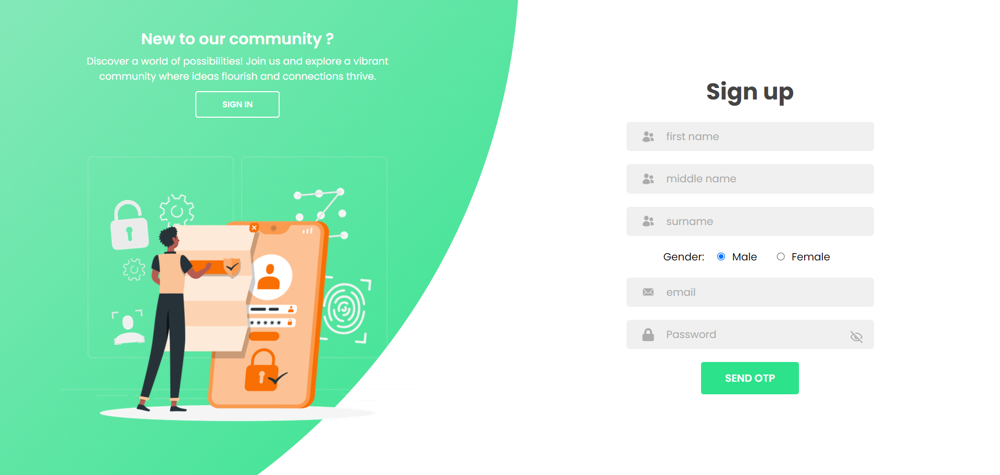 New to our community ?
Discover a world of possibilities! Join us and explore a vibrant
community where ideas flourish and connections thrive.
SIGN IN
Sign up
first name
middle name
surname
Gender: Male Female
email
Password
SEND OTP
*****